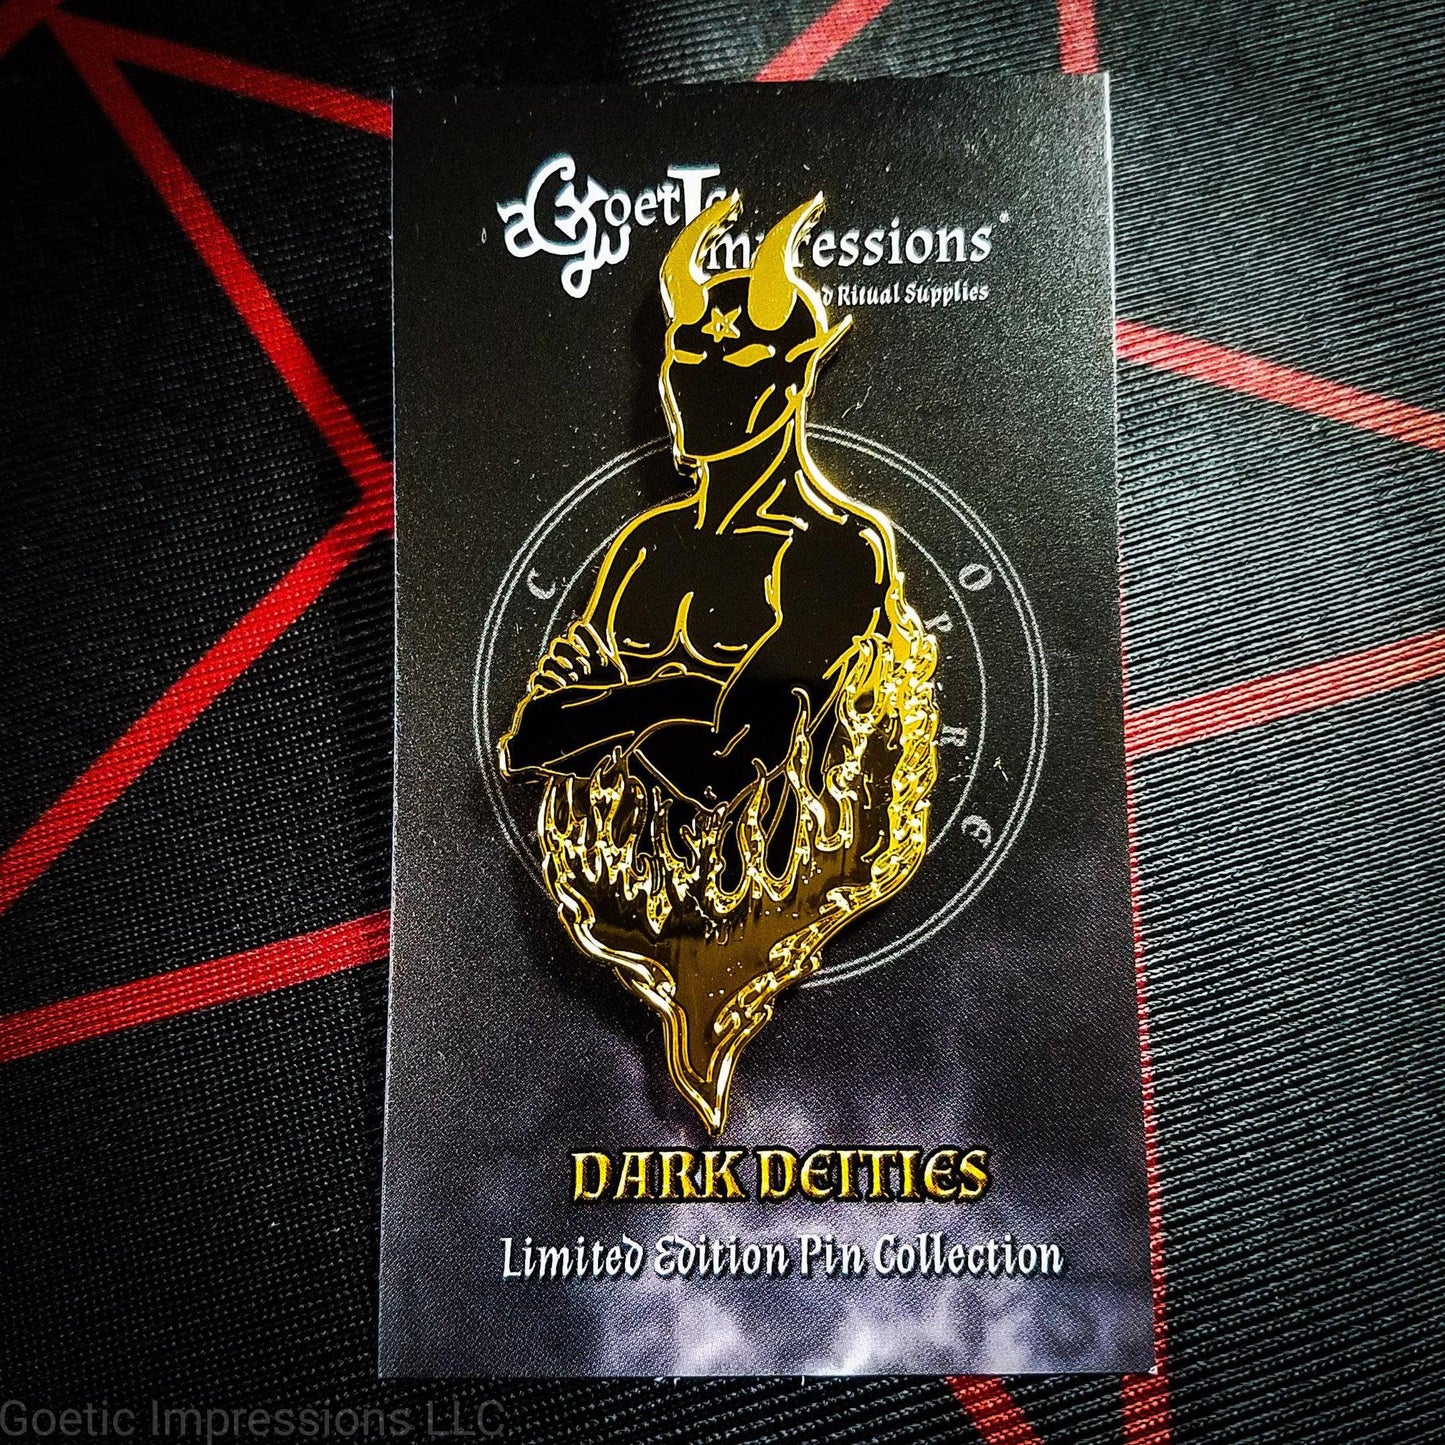 Goetic
Impressions
Ritual Supplies
C
O
P
R
E
DARK DEITIES
Limited Edition Pin Collection
Goetic Impressions LLC